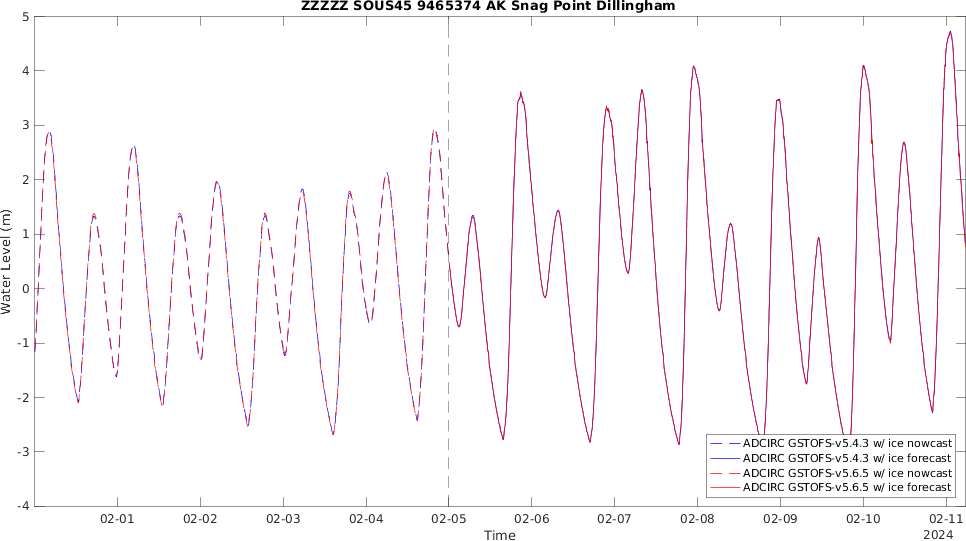 ZZZZZ SOUS45 9465374 AK Snag Point Dillingham
5
4
3
2
1
0
-1
-2
-3
-4
Water Level (m)
ADCIRC GSTOFS-v5.4.3 w/ ice nowcast
ADCIRC GSTOFS-v5.4.3 w/ ice forecast
ADCIRC GSTOFS-v5.6.5 w/ ice nowcast
ADCIRC GSTOFS-v5.6.5 w/ ice forecast
02-01 02-02 02-03 02-04 02-05 02-06 02-07 02-08 02-09 02-10 02-11
Time
2024